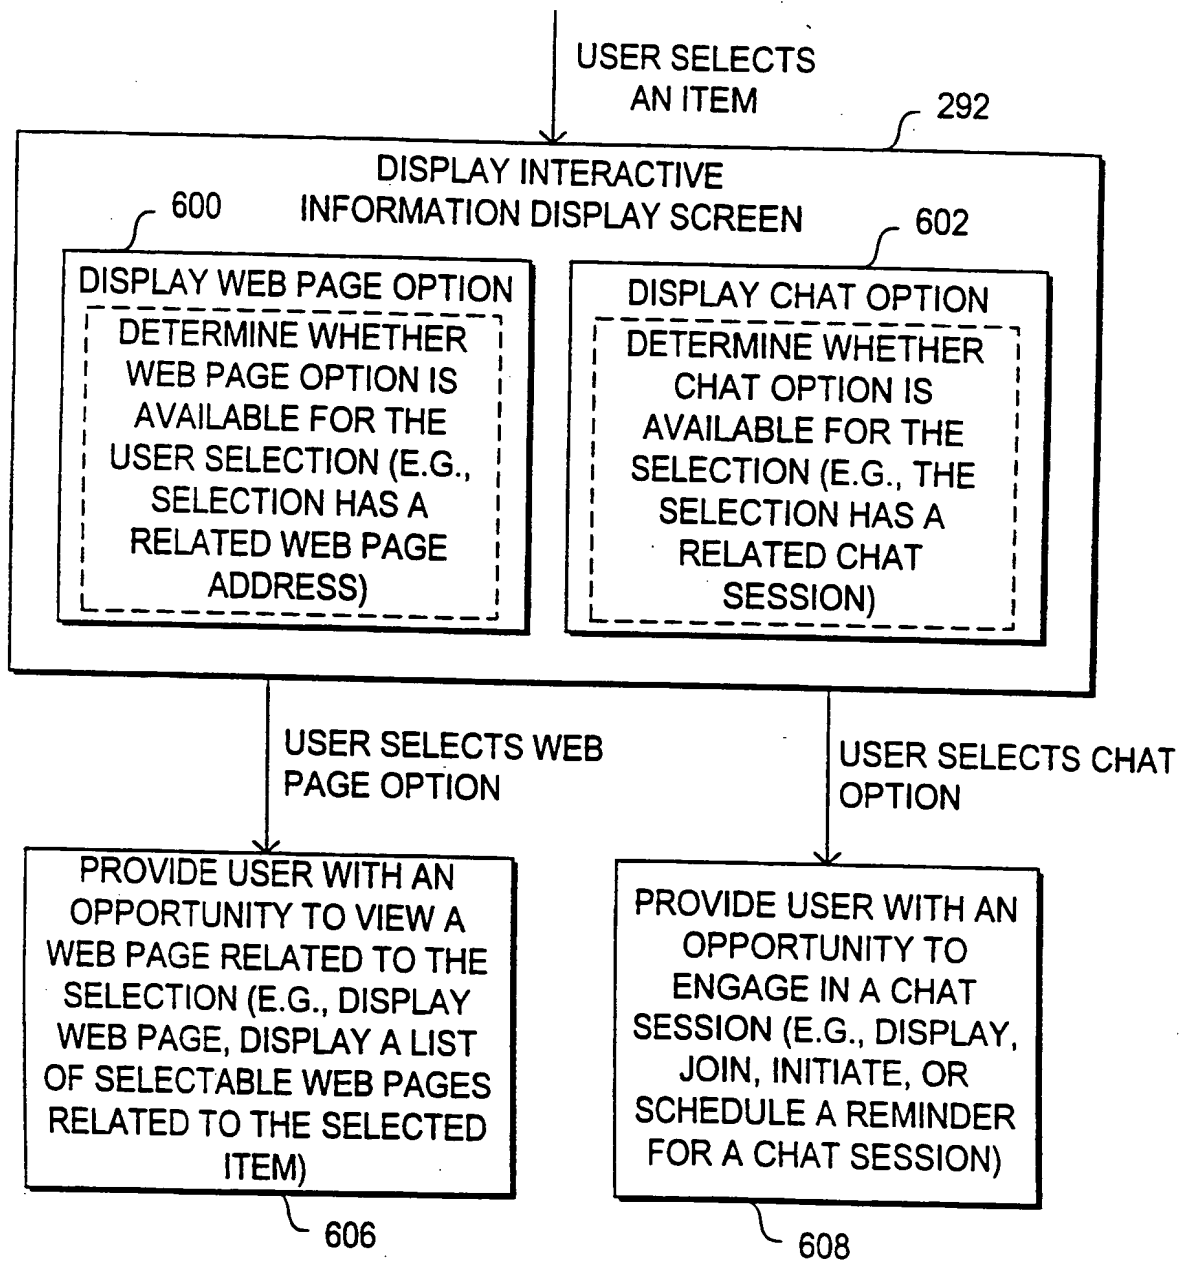 USER SELECTS
AN ITEM
292
DISPLAY INTERACTIVE
INFORMATION DISPLAY SCREEN
600
602
DISPLAY WEB PAGE OPTION
DETERMINE WHETHER
WEB PAGE OPTION IS
AVAILABLE FOR THE
USER SELECTION (E.G.,
SELECTION HAS A
RELATED WEB PAGE
ADDRESS)
DISPLAY CHAT OPTION
DETERMINE WHETHER
CHAT OPTION IS
AVAILABLE FOR THE
SELECTION (E.G., THE
SELECTION HAS A
RELATED CHAT
SESSION)
USER SELECTS WEB
PAGE OPTION
USER SELECTS CHAT
OPTION
PROVIDE USER WITH AN
OPPORTUNITY TO VIEW A
WEB PAGE RELATED TO THE
SELECTION (E.G., DISPLAY
WEB PAGE, DISPLAY A LIST
OF SELECTABLE WEB PAGES
RELATED TO THE SELECTED
ITEM)
606
PROVIDE USER WITH AN
OPPORTUNITY TO
ENGAGE IN A CHAT
SESSION (E.G., DISPLAY,
JOIN, INITIATE, OR
SCHEDULE A REMINDER
FOR A CHAT SESSION)
608